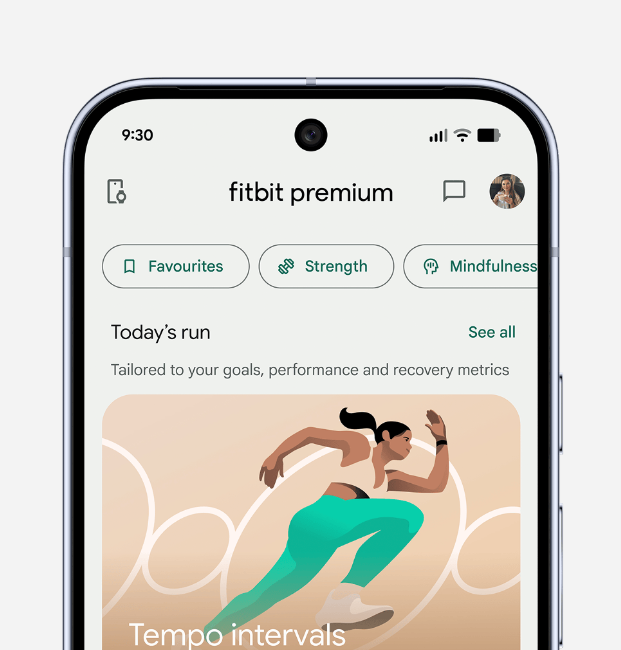 9:30
fitbit premium
Favourites
Strength
Mindfulness
Today's run
See all
Tailored to your goals, performance and recovery metrics
Tempo intervals